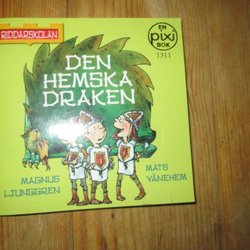 RIDDARSKOLAN
EN
pixi
BOK
1311
DEN
HEMSKA
DRAKEN
MAGNUS
LJUNGGREN
MATS
VÄNEHEM